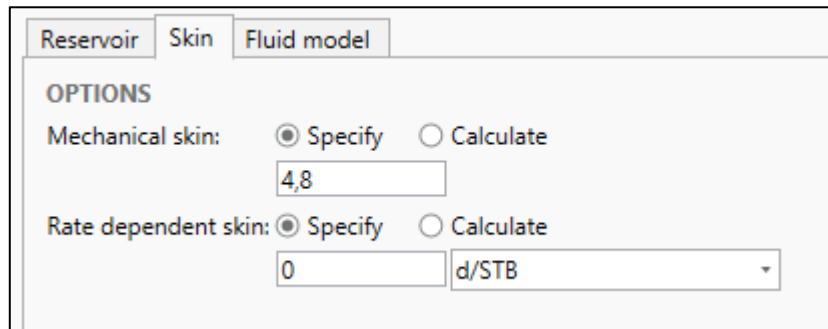 Reservoir Skin Fluid model
OPTIONS
Mechanical skin: Specify Calculate
4,8
Rate dependent skin: Specify Calculate
0 d/STB